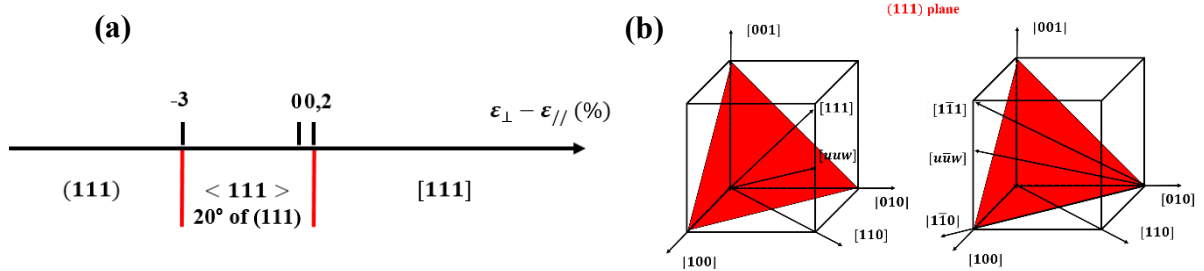 (a)
-3
0
0,2
ε⊥ − ε// (%)
(111)
< 111 >
20° of (111)
[111]
(b)
(111) plane
[001]
[111]
[uuw]
|010|
[110]
|100|
|001|
[11̅1]
[uu̅w]
[010]
|11̅0|
[110]
[100]